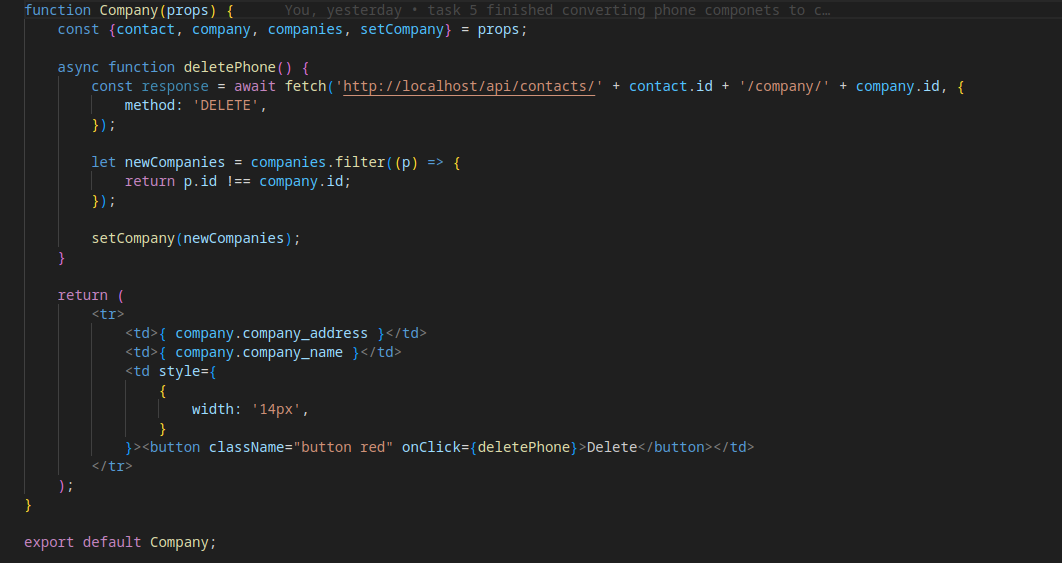 function Company(props) {      You, yesterday • task 5 finished converting phone componets to c…
    const {contact, company, companies, setCompany} = props;

    async function deletePhone() {
        const response = await fetch('http://localhost/api/contacts/' + contact.id + '/company/' + company.id, {
            method: 'DELETE',
        });

        let newCompanies = companies.filter((p) => {
            return p.id !== company.id;
        });

        setCompany(newCompanies);
    }

    return (
        <tr>
            <td>{ company.company_address }</td>
            <td>{ company.company_name }</td>
            <td style={
                {
                    width: '14px',
                }
            }><button className="button red" onClick={deletePhone}>Delete</button></td>
        </tr>
    );
}

export default Company;